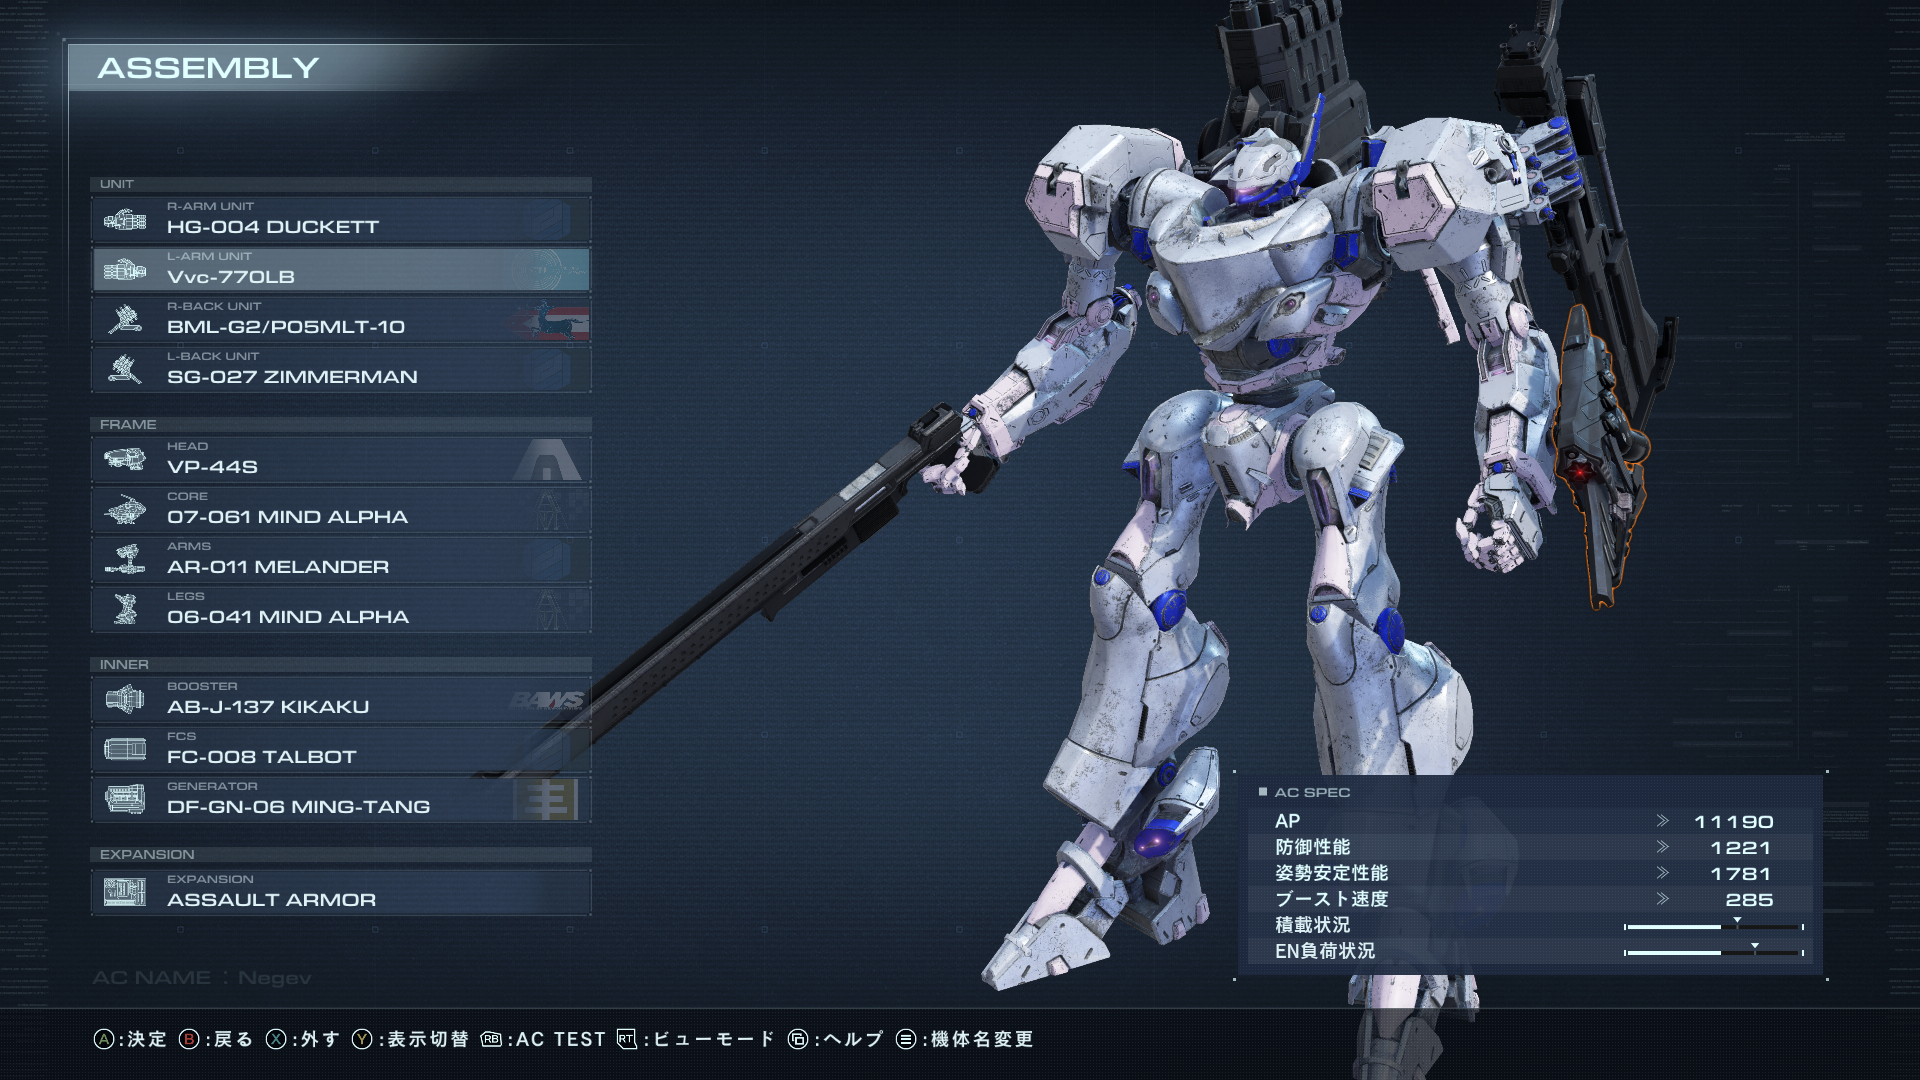 ASSEMBLY
UNIT
R-ARM UNIT
HG-004 DUCKETT
L-ARM UNIT
Vvc-770LB
R-BACK UNIT
BML-G2/P05MLT-10
L-BACK UNIT
SG-027 ZIMMERMAN
FRAME
HEAD
VP-44S
CORE
07-061 MIND ALPHA
ARMS
AR-011 MELANDER
LEGS
06-041 MIND ALPHA
INNER
BOOSTER
AB-J-137 KIKAKU
BAWS
FCS
FC-008 TALBOT
GENERATOR
DF-GN-06 MING-TANG
EXPANSION
EXPANSION
ASSAULT ARMOR
AC NAME : Negev
AC SPEC
AP 11190
防御性能 1221
姿勢安定性能 1781
ブースト速度 285
積載状況
EN負荷状況
A:決定 B:戻る X:外す Y:表示切替 RB:AC TEST RT:ビューモード :ヘルプ :機体名変更